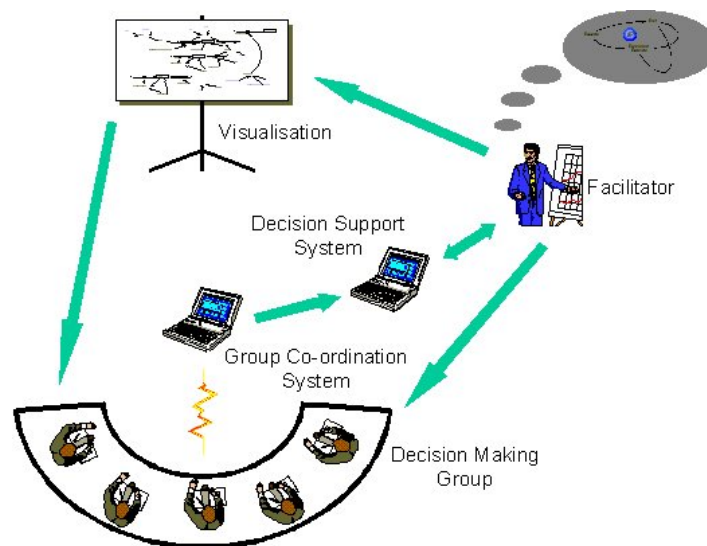 Visualisation
Facilitator
Decision Support
System
Group Co-ordination
System
Decision Making
Group